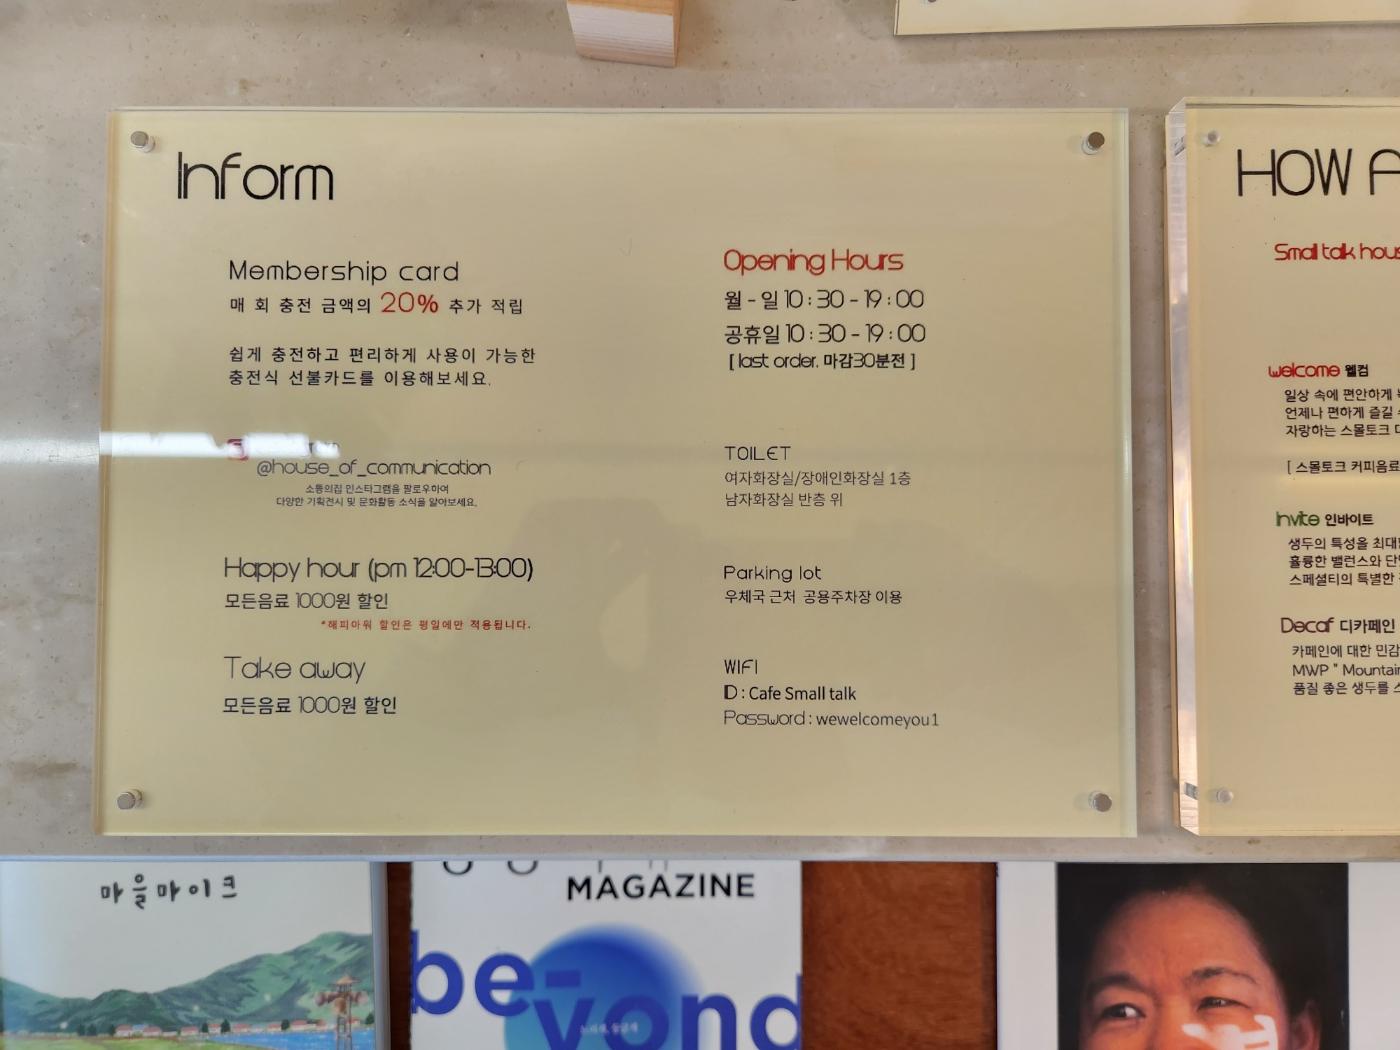 Inform
Membership card
매 회 충전 금액의 20% 추가 적립
쉽게 충전하고 편리하게 사용이 가능한
충전식 선불카드를 이용해보세요.
@house_of_communication
소통의집 인스타그램을 팔로우하여
다양한 기획전시 및 문화활동 소식을 알아보세요.
Happy hour (pm 12:00-13:00)
모든음료 1000원 할인
*해피아워 할인은 평일에만 적용됩니다.
Take away
모든음료 1000원 할인
Opening Hours
월 - 일 10 : 30 - 19 : 00
공휴일 10 : 30 - 19 : 00
[ last order. 마감30분전 ]
TOILET
여자화장실/장애인화장실 1층
남자화장실 반층 위
Parking lot
우체국 근처 공용주차장 이용
WIFI
ID : Cafe Small talk
Password : wewelcomeyou1
HOW
Small talk
welcome 웰컴
일상 속에 편안하게
언제나 편하게 즐길
자랑하는 스몰토크
[ 스몰토크 커피음료
Invite 인바이트
생두의 특성을
훌륭한 밸런스와
스페셜티의 특별한
Decaf 디카페인
카페인에 대한 민감
MWP " Mountain
품질 좋은 생두를
마을마이크
MAGAZINE
be-
yond